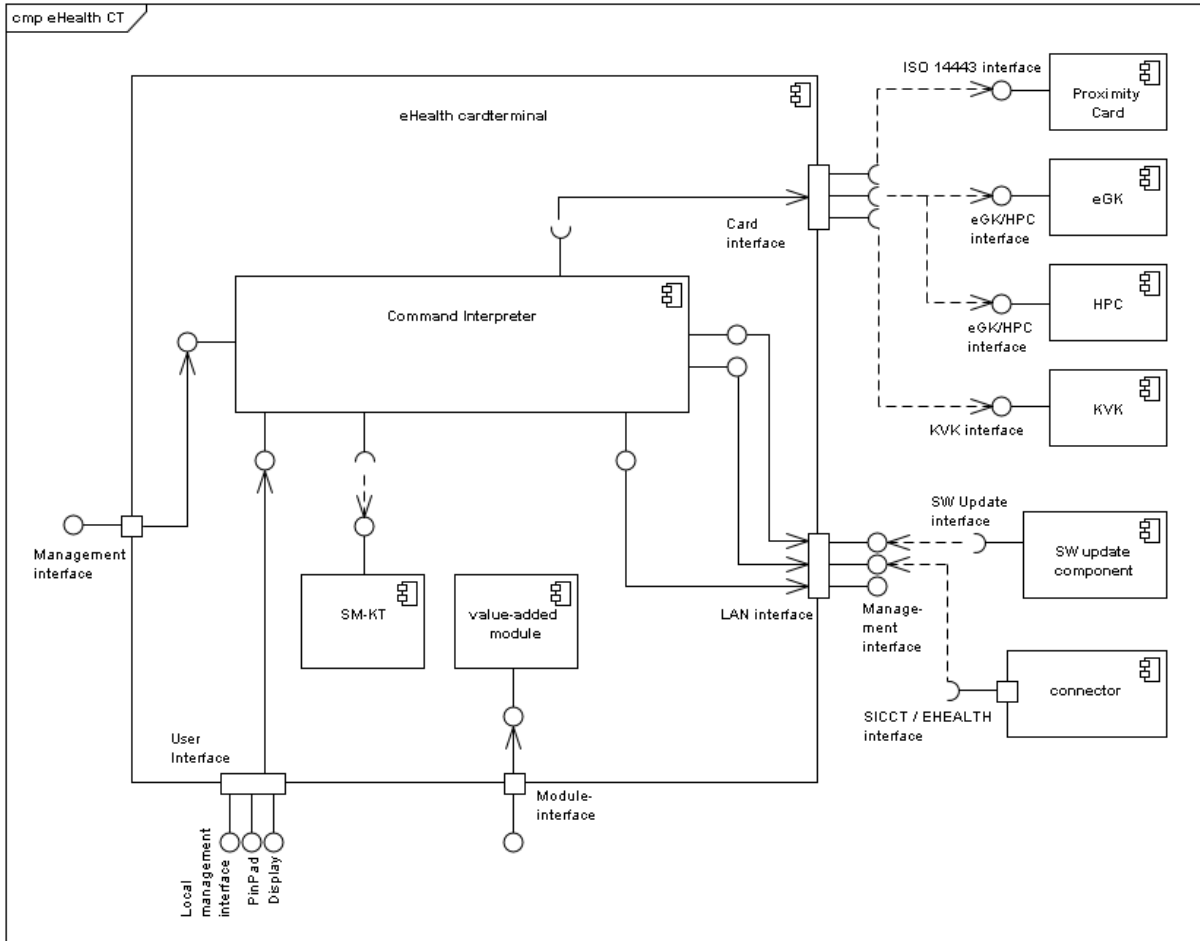 cmp eHealth CT
ISO 14443 interface
Proximity
Card
eHealth cardterminal
eGK
Card
interface
eGK/HPC
interface
HPC
Command Interpreter
eGK/HPC
interface
KVK
KVK interface
SW Update
interface
Management
interface
SW update
component
SM-KT
value-added
module
LAN interface
Manage-
ment
interface
connector
SICCT / EHEALTH
interface
User
Interface
Module-
interface
Local
management
interface
PinPad
Display